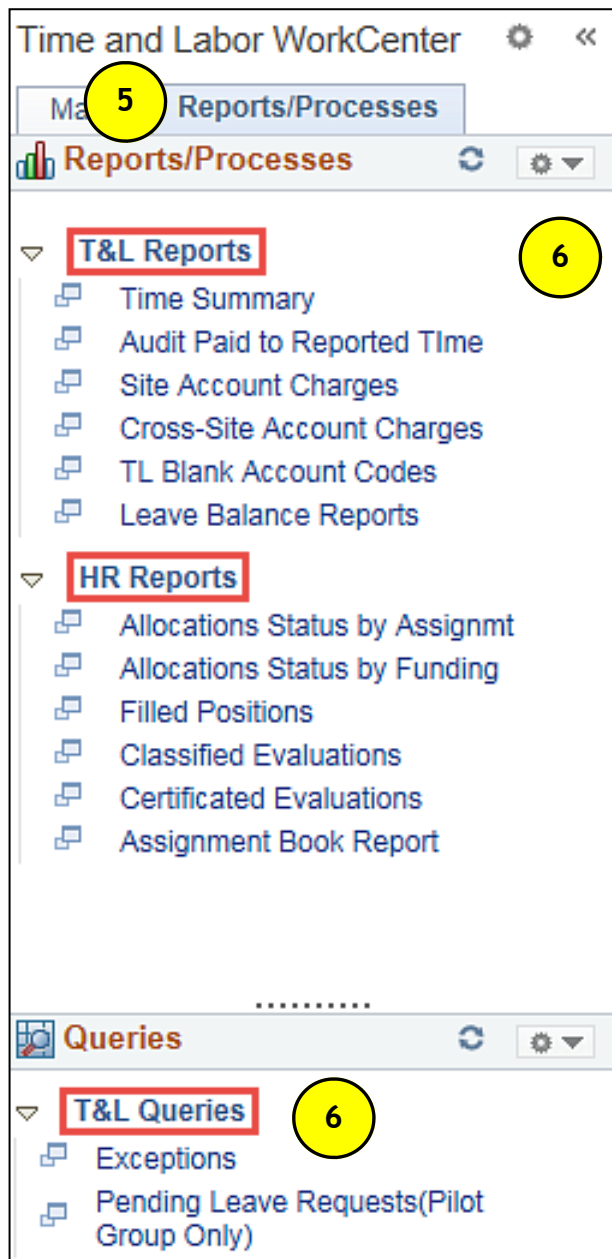 Time and Labor WorkCenter
Ma 5 Reports/Processes
Reports/Processes
T&L Reports 6
Time Summary
Audit Paid to Reported TIme
Site Account Charges
Cross-Site Account Charges
TL Blank Account Codes
Leave Balance Reports
HR Reports
Allocations Status by Assignmt
Allocations Status by Funding
Filled Positions
Classified Evaluations
Certificated Evaluations
Assignment Book Report
Queries
T&L Queries 6
Exceptions
Pending Leave Requests(Pilot
Group Only)